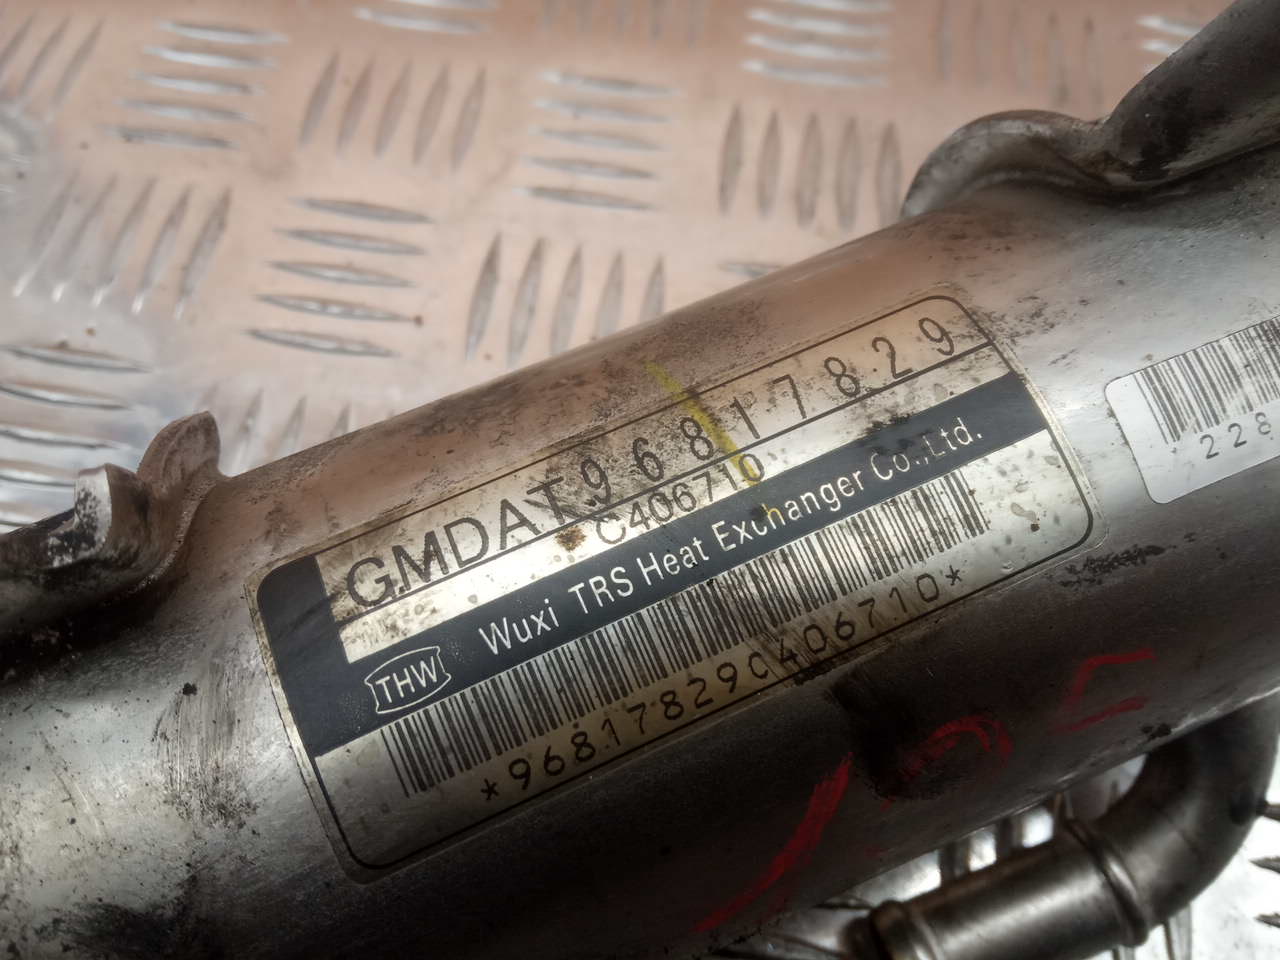 GMDAT96817829
C406710
THW
Wuxi TRS Heat Exchanger Co.,Ltd.
*96817829C406710*
228